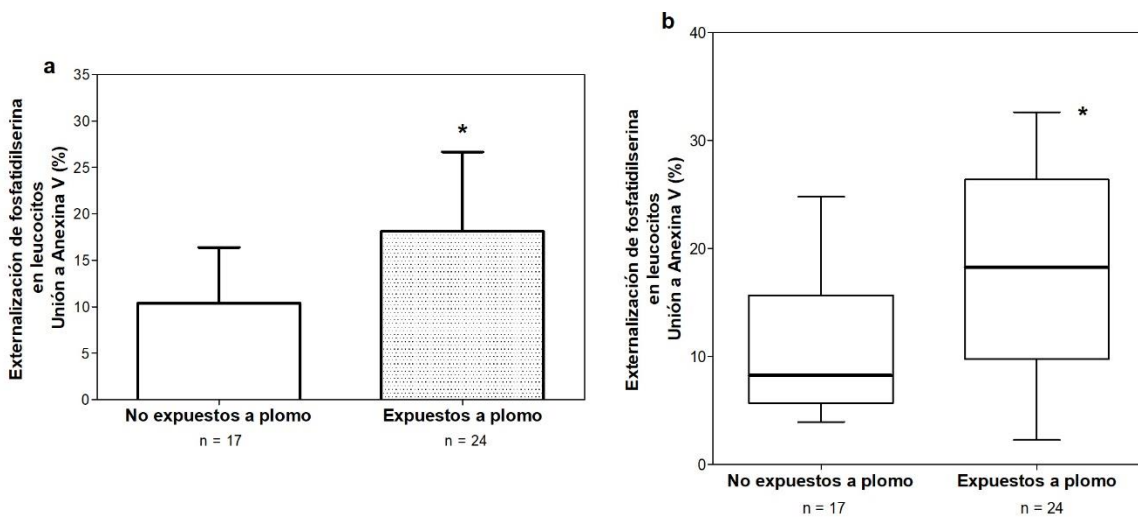 a
Externalización de fosfatidilserina
en leucocitos
Unión a Anexina V (%)
35
30
25
20
15
10
5
0
*
No expuestos a plomo
Expuestos a plomo
n = 17
n = 24
b
Externalización de fosfatidilserina
en leucocitos
Unión a Anexina V (%)
40
30
20
10
0
*
No expuestos a plomo
Expuestos a plomo
n = 17
n = 24